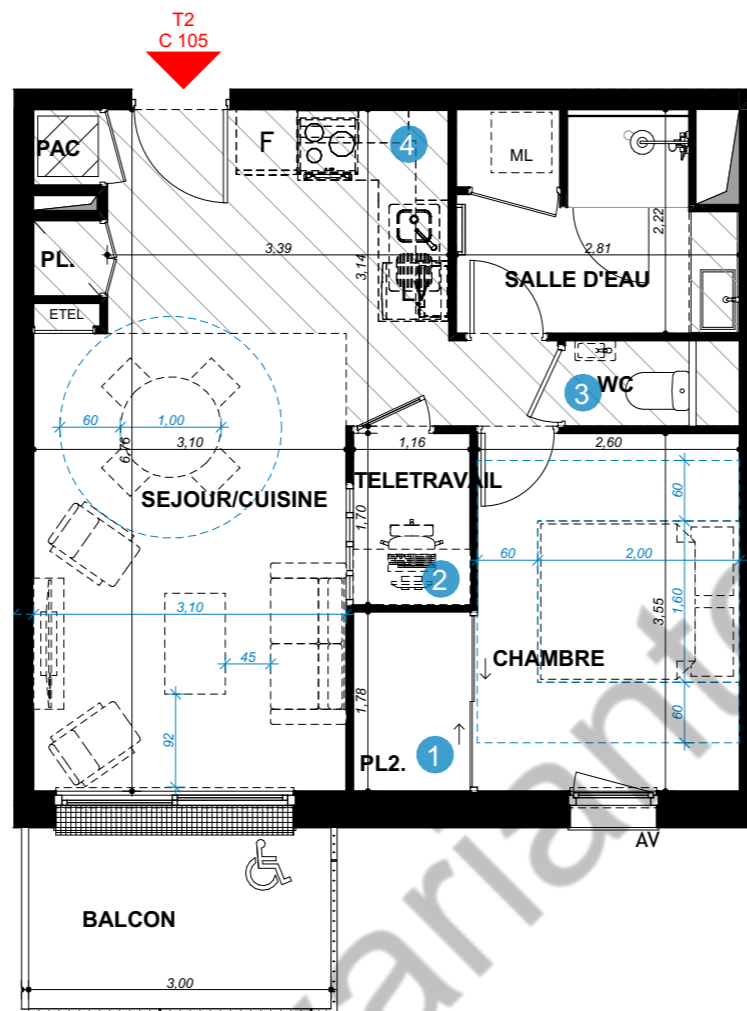 T2
C 105
PAC
F
4
ML
2,22
PL.
3,39
3,14
2,81
SALLE D'EAU
ETEL
3
WC
60
1,00
3,10
6,76
1,16
2,60
SEJOUR/CUISINE
TELETRAVAIL
60
1,70
60
2,00
2
1,60
3,55
3,10
45
CHAMBRE
1,78
60
92
PL2.
1
AV
BALCON
3,00
variante